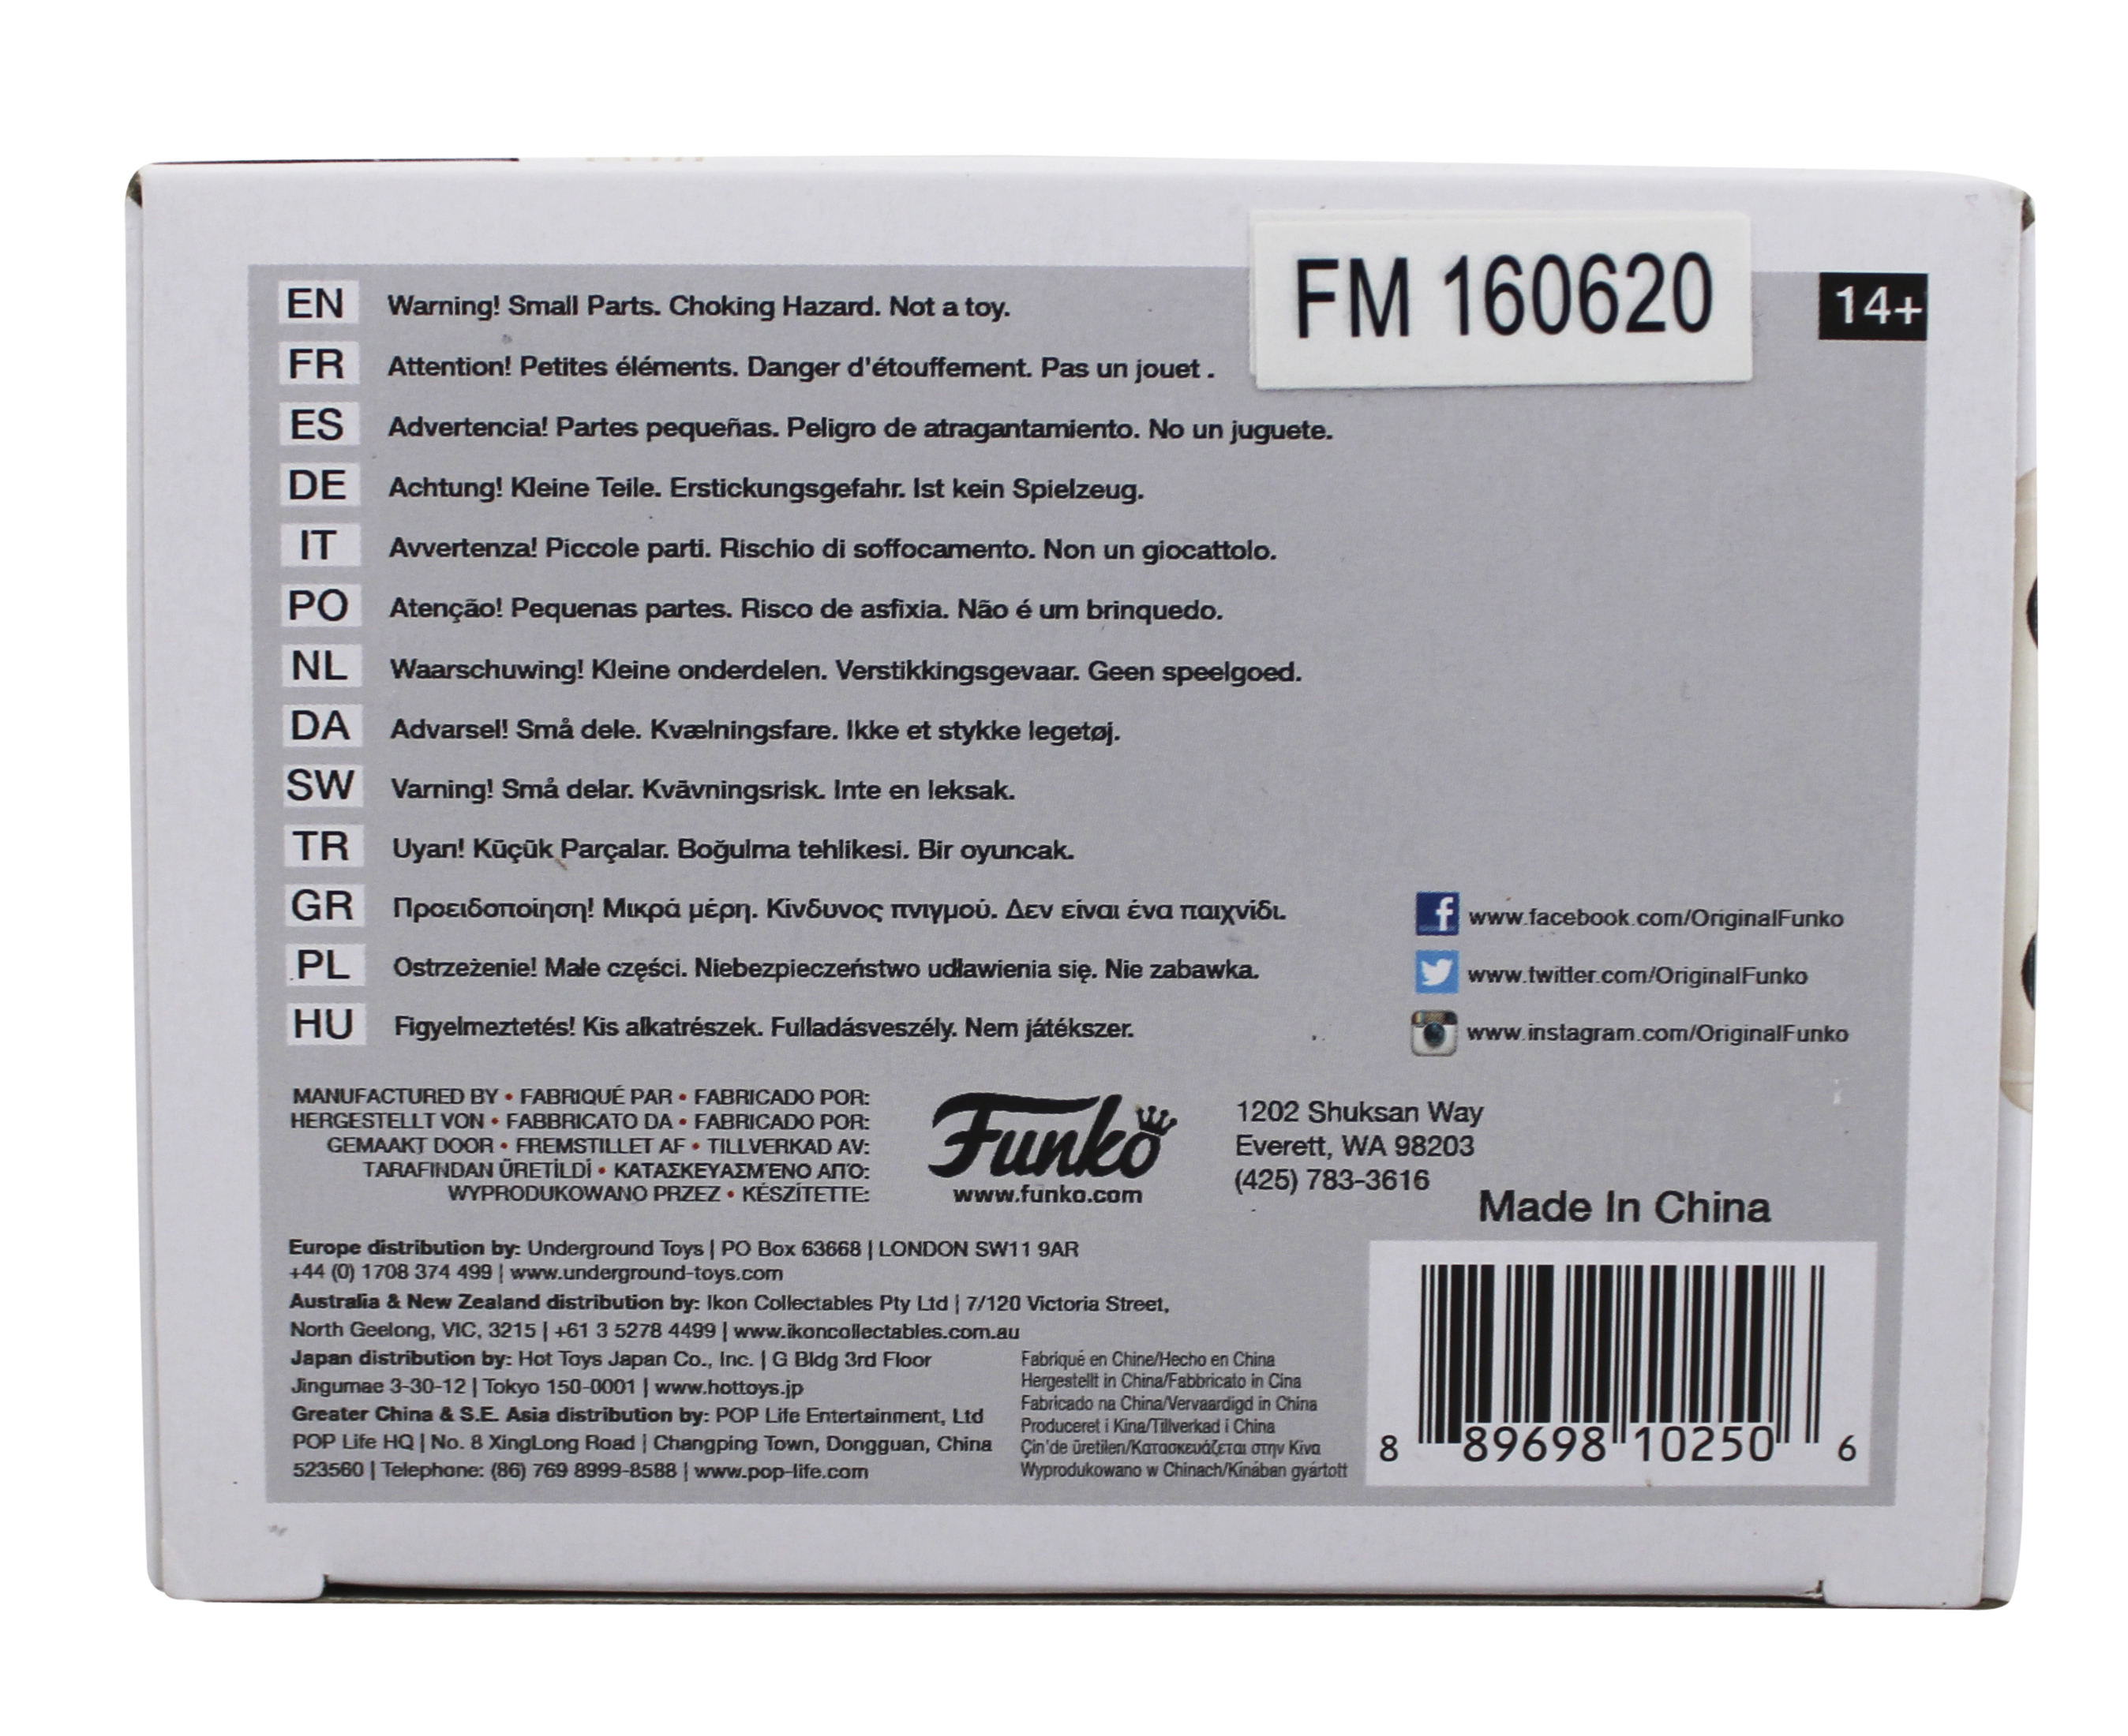 FM 160620
14+
EN Warning! Small Parts. Choking Hazard. Not a toy.
FR Attention! Petites éléments. Danger d'étouffement. Pas un jouet .
ES Advertencia! Partes pequeñas. Peligro de atragantamiento. No un juguete.
DE Achtung! Kleine Teile. Erstickungsgefahr. Ist kein Spielzeug.
IT Avvertenza! Piccole parti. Rischio di soffocamento. Non un giocattolo.
PO Atenção! Pequenas partes. Risco de asfixia. Não é um brinquedo.
NL Waarschuwing! Kleine onderdelen. Verstikkingsgevaar. Geen speelgoed.
DA Advarsel! Små dele. Kvælningsfare. Ikke et stykke legetøj.
SW Varning! Små delar. Kvävningsrisk. Inte en leksak.
TR Uyan! Küçük Parçalar. Boğulma tehlikesi. Bir oyuncak.
GR Προειδοποίηση! Μικρά μέρη. Κίνδυνος πνιγμού. Δεν είναι ένα παιχνίδι.
PL Ostrzeżenie! Małe części. Niebezpieczeństwo udławienia się. Nie zabawka.
HU Figyelmeztetés! Kis alkatrészek. Fulladásveszély. Nem játékszer.
www.facebook.com/OriginalFunko
www.twitter.com/OriginalFunko
www.instagram.com/OriginalFunko
MANUFACTURED BY • FABRIQUÉ PAR • FABRICADO POR:
HERGESTELLT VON • FABBRICATO DA • FABRICADO POR:
GEMAAKT DOOR • FREMSTILLET AF • TILLVERKAD AV:
TARAFINDAN ÜRETİLDİ • ΚΑΤΑΣΚΕΥΑΣΜΈΝΟ ΑΠΌ:
WYPRODUKOWANO PRZEZ • KÉSZÍTETTE:
Funko
www.funko.com
1202 Shuksan Way
Everett, WA 98203
(425) 783-3616
Made In China
Europe distribution by: Underground Toys | PO Box 63668 | LONDON SW11 9AR
+44 (0) 1708 374 499 | www.underground-toys.com
Australia & New Zealand distribution by: Ikon Collectables Pty Ltd | 7/120 Victoria Street,
North Geelong, VIC, 3215 | +61 3 5278 4499 | www.ikoncollectables.com.au
Japan distribution by: Hot Toys Japan Co., Inc. | G Bldg 3rd Floor
Jingumae 3-30-12 | Tokyo 150-0001 | www.hottoys.jp
Greater China & S.E. Asia distribution by: POP Life Entertainment, Ltd
POP Life HQ | No. 8 XingLong Road | Changping Town, Dongguan, China
523560 | Telephone: (86) 769 8999-8588 | www.pop-life.com
Fabriqué en Chine/Hecho en China
Hergestellt in China/Fabbricato in Cina
Fabricado na China/Vervaardigd in China
Produceret i Kina/Tillverkad i China
Çin'de üretilen/Κατασκευάζεται στην Κίνα
Wyprodukowano w Chinach/Kínában gyártott
8 89698 10250 6